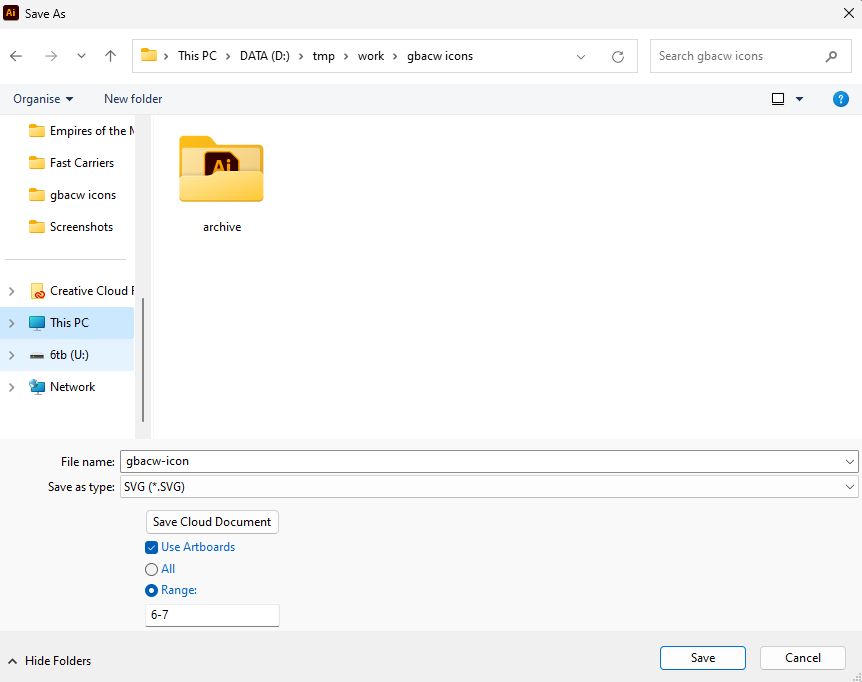 Ai Save As
This PC DATA (D:) tmp work gbacw icons Search gbacw icons
Organise New folder ?
Empires of the
Fast Carriers
gbacw icons
Screenshots
Ai
archive
Creative Cloud
This PC
6tb (U:)
Network
File name: gbacw-icon
Save as type: SVG (*.SVG)
Save Cloud Document
Use Artboards
All
Range:
6-7
Hide Folders Save Cancel